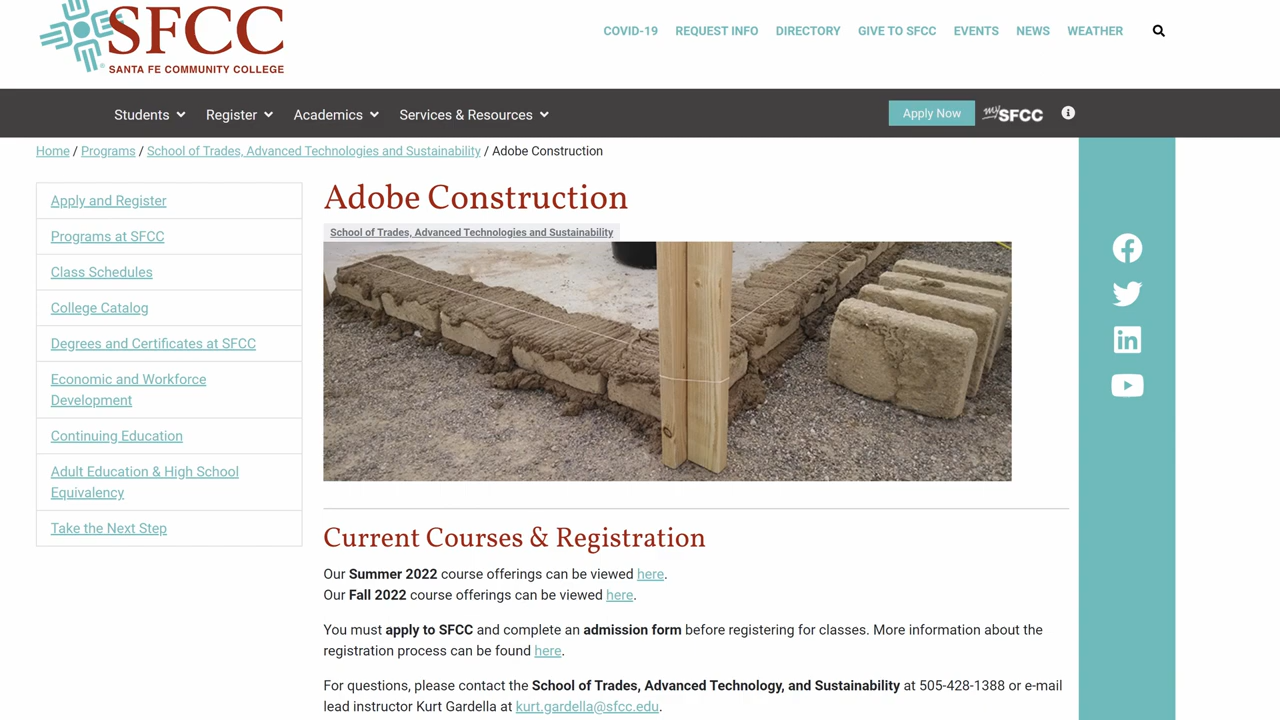 SFCC
SANTA FE COMMUNITY COLLEGE
COVID-19 REQUEST INFO DIRECTORY GIVE TO SFCC EVENTS NEWS WEATHER
Students Register Academics Services & Resources Apply Now my SFCC
Home / Programs / School of Trades, Advanced Technologies and Sustainability / Adobe Construction
Apply and Register
Programs at SFCC
Class Schedules
College Catalog
Degrees and Certificates at SFCC
Economic and Workforce
Development
Continuing Education
Adult Education & High School
Equivalency
Take the Next Step
Adobe Construction
School of Trades, Advanced Technologies and Sustainability
Current Courses & Registration
Our Summer 2022 course offerings can be viewed here.
Our Fall 2022 course offerings can be viewed here.
You must apply to SFCC and complete an admission form before registering for classes. More information about the
registration process can be found here.
For questions, please contact the School of Trades, Advanced Technology, and Sustainability at 505-428-1388 or e-mail
lead instructor Kurt Gardella at kurt.gardella@sfcc.edu.